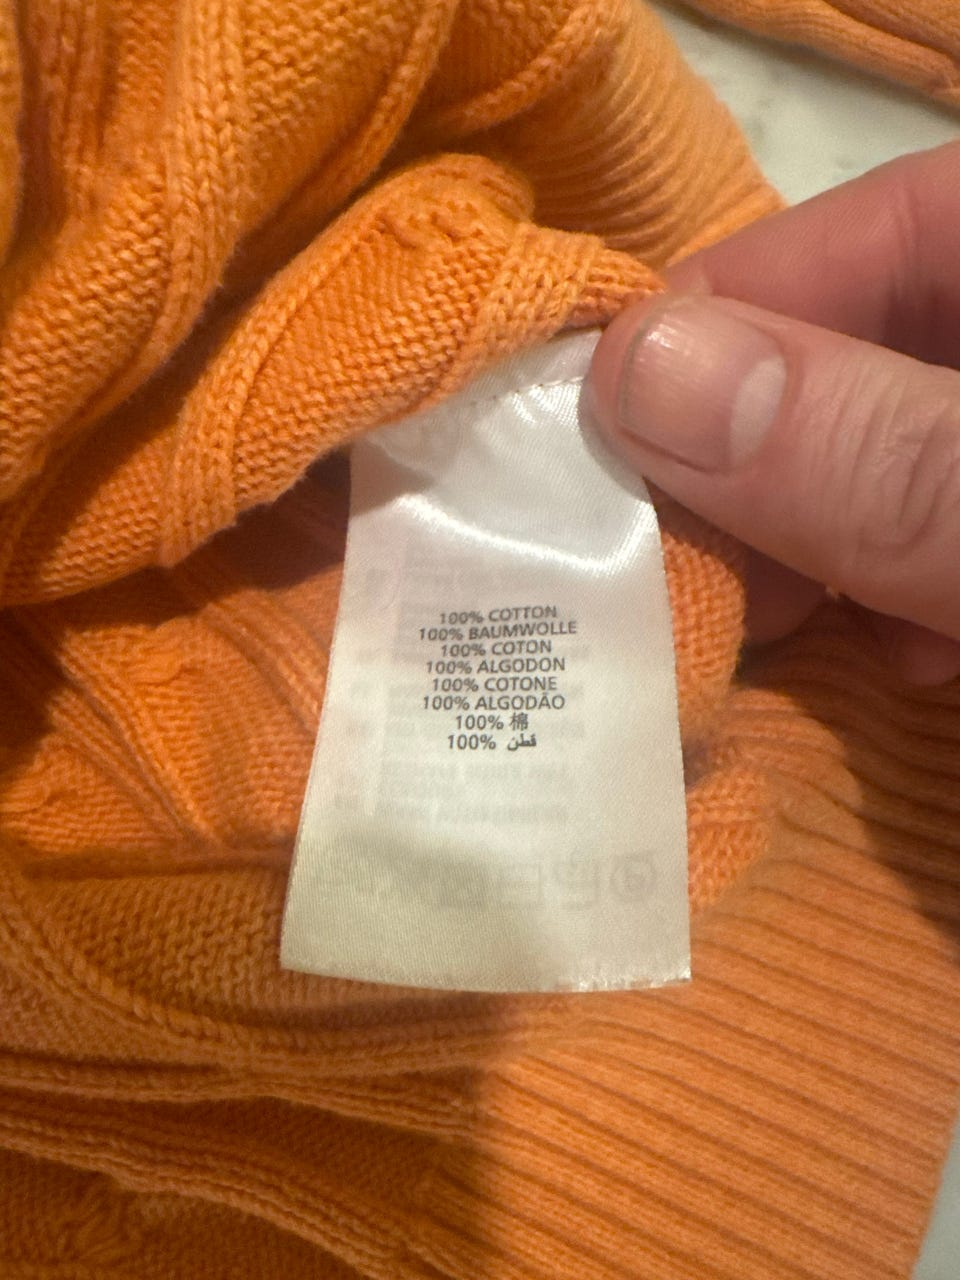 100% COTTON
100% BAUMWOLLE
100% COTON
100% ALGODON
100% COTONE
100% ALGODÃO
100% 棉
100% قطن